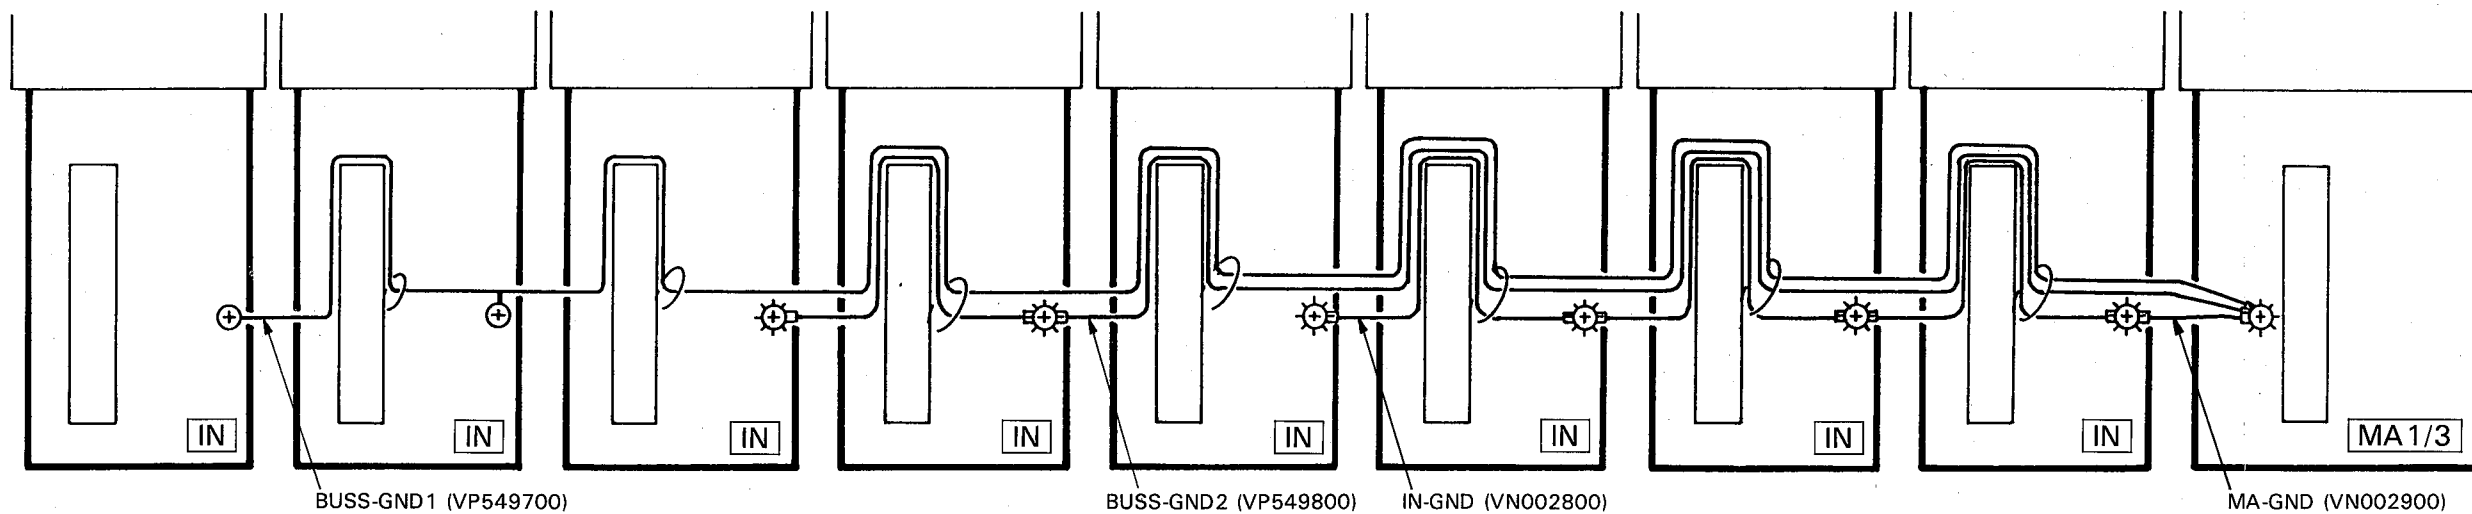 IN
IN
IN
IN
IN
IN
IN
IN
MA1/3
BUSS-GND1 (VP549700)
BUSS-GND2 (VP549800)
IN-GND (VN002800)
MA-GND (VN002900)